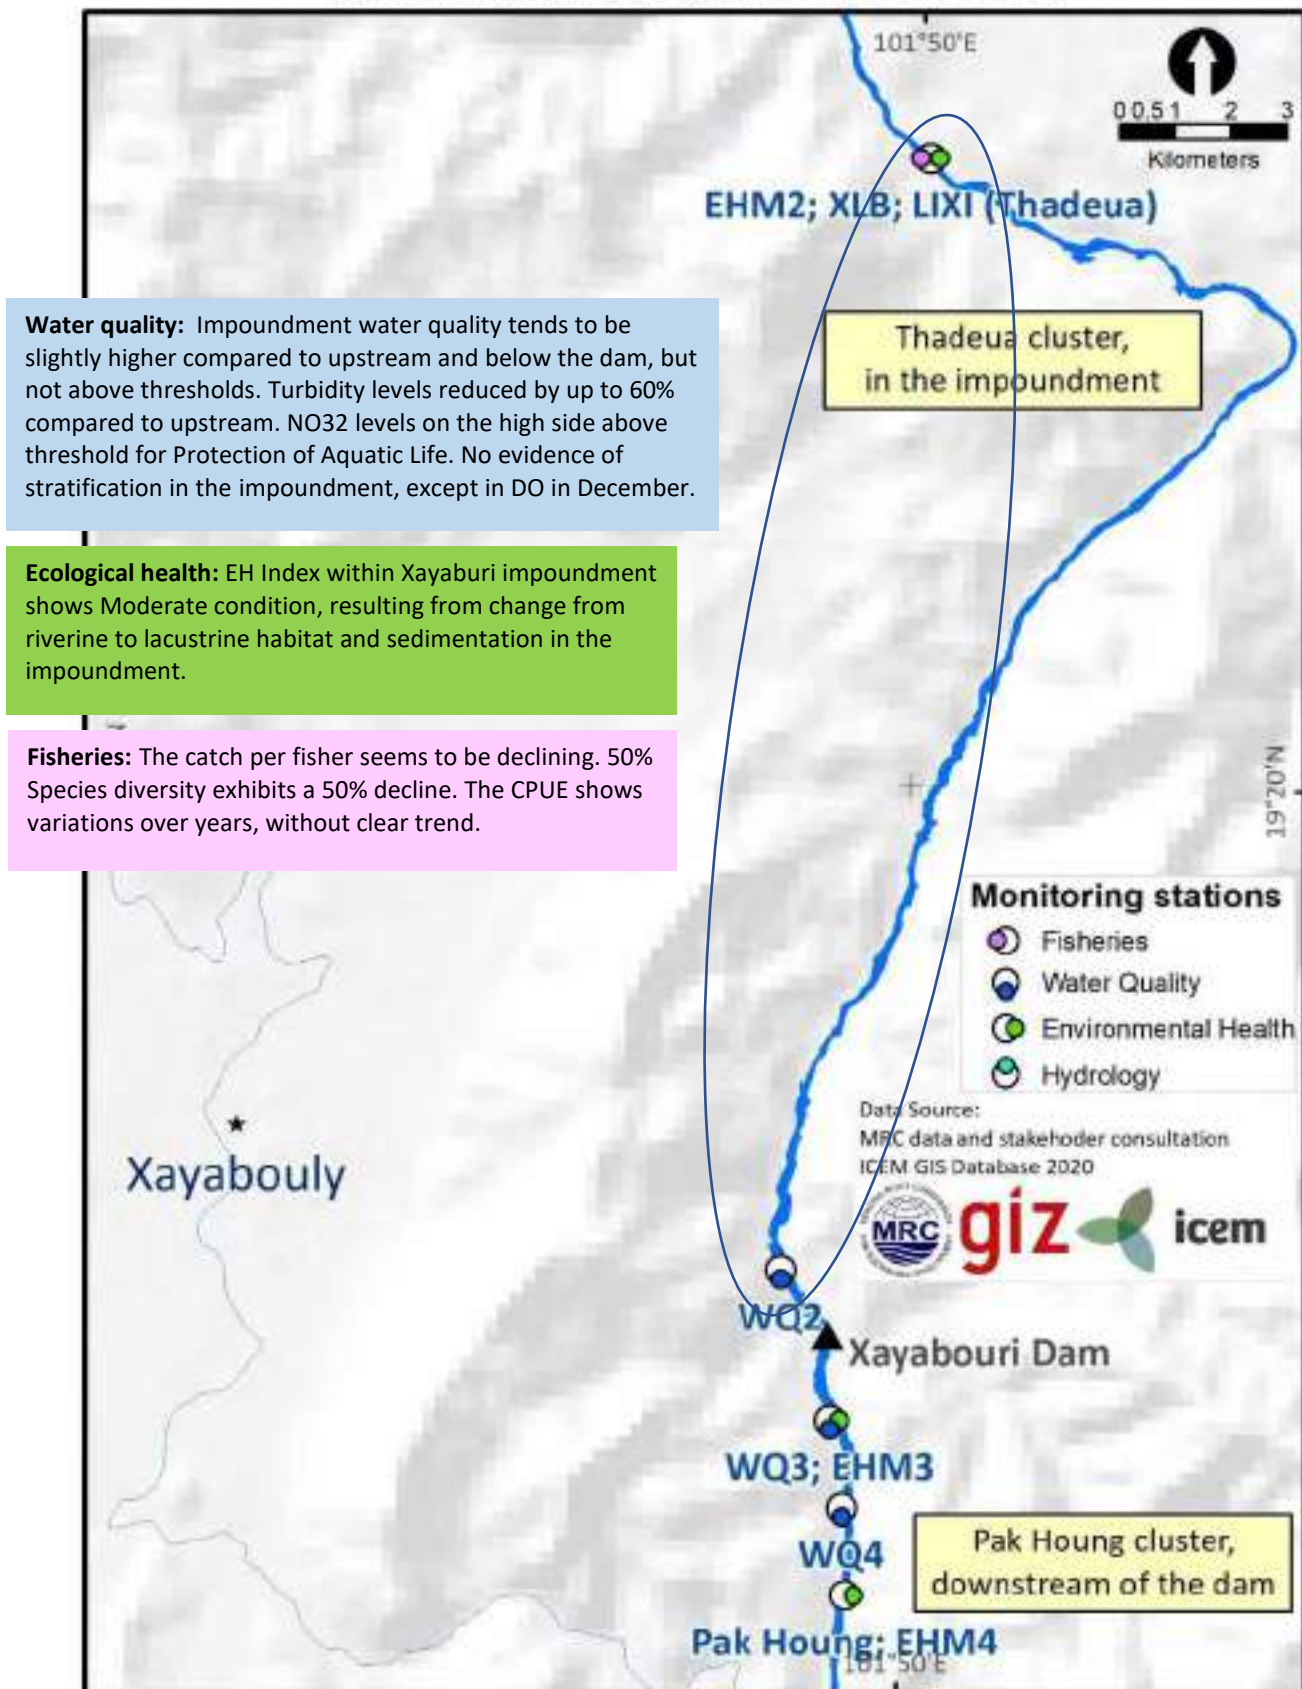 101°50'E
0 0.5 1 2 3
Kilometers
EHM2; XLB; LIXI (Thadeua)
Water quality: Impoundment water quality tends to be
slightly higher compared to upstream and below the dam, but
not above thresholds. Turbidity levels reduced by up to 60%
compared to upstream. NO32 levels on the high side above
threshold for Protection of Aquatic Life. No evidence of
stratification in the impoundment, except in DO in December.
Thadeua cluster,
in the impoundment
Ecological health: EH Index within Xayaburi impoundment
shows Moderate condition, resulting from change from
riverine to lacustrine habitat and sedimentation in the
impoundment.
Fisheries: The catch per fisher seems to be declining. 50%
Species diversity exhibits a 50% decline. The CPUE shows
variations over years, without clear trend.
19°20'N
Monitoring stations
Fisheries
Water Quality
Environmental Health
Hydrology
Data Source:
MRC data and stakehoder consultation
ICEM GIS Database 2020
MRC
giz
icem
Xayabouly
WQ2
Xayabouri Dam
WQ3; EHM3
WQ4
Pak Houng cluster,
downstream of the dam
Pak Houng; EHM4
101°50'E